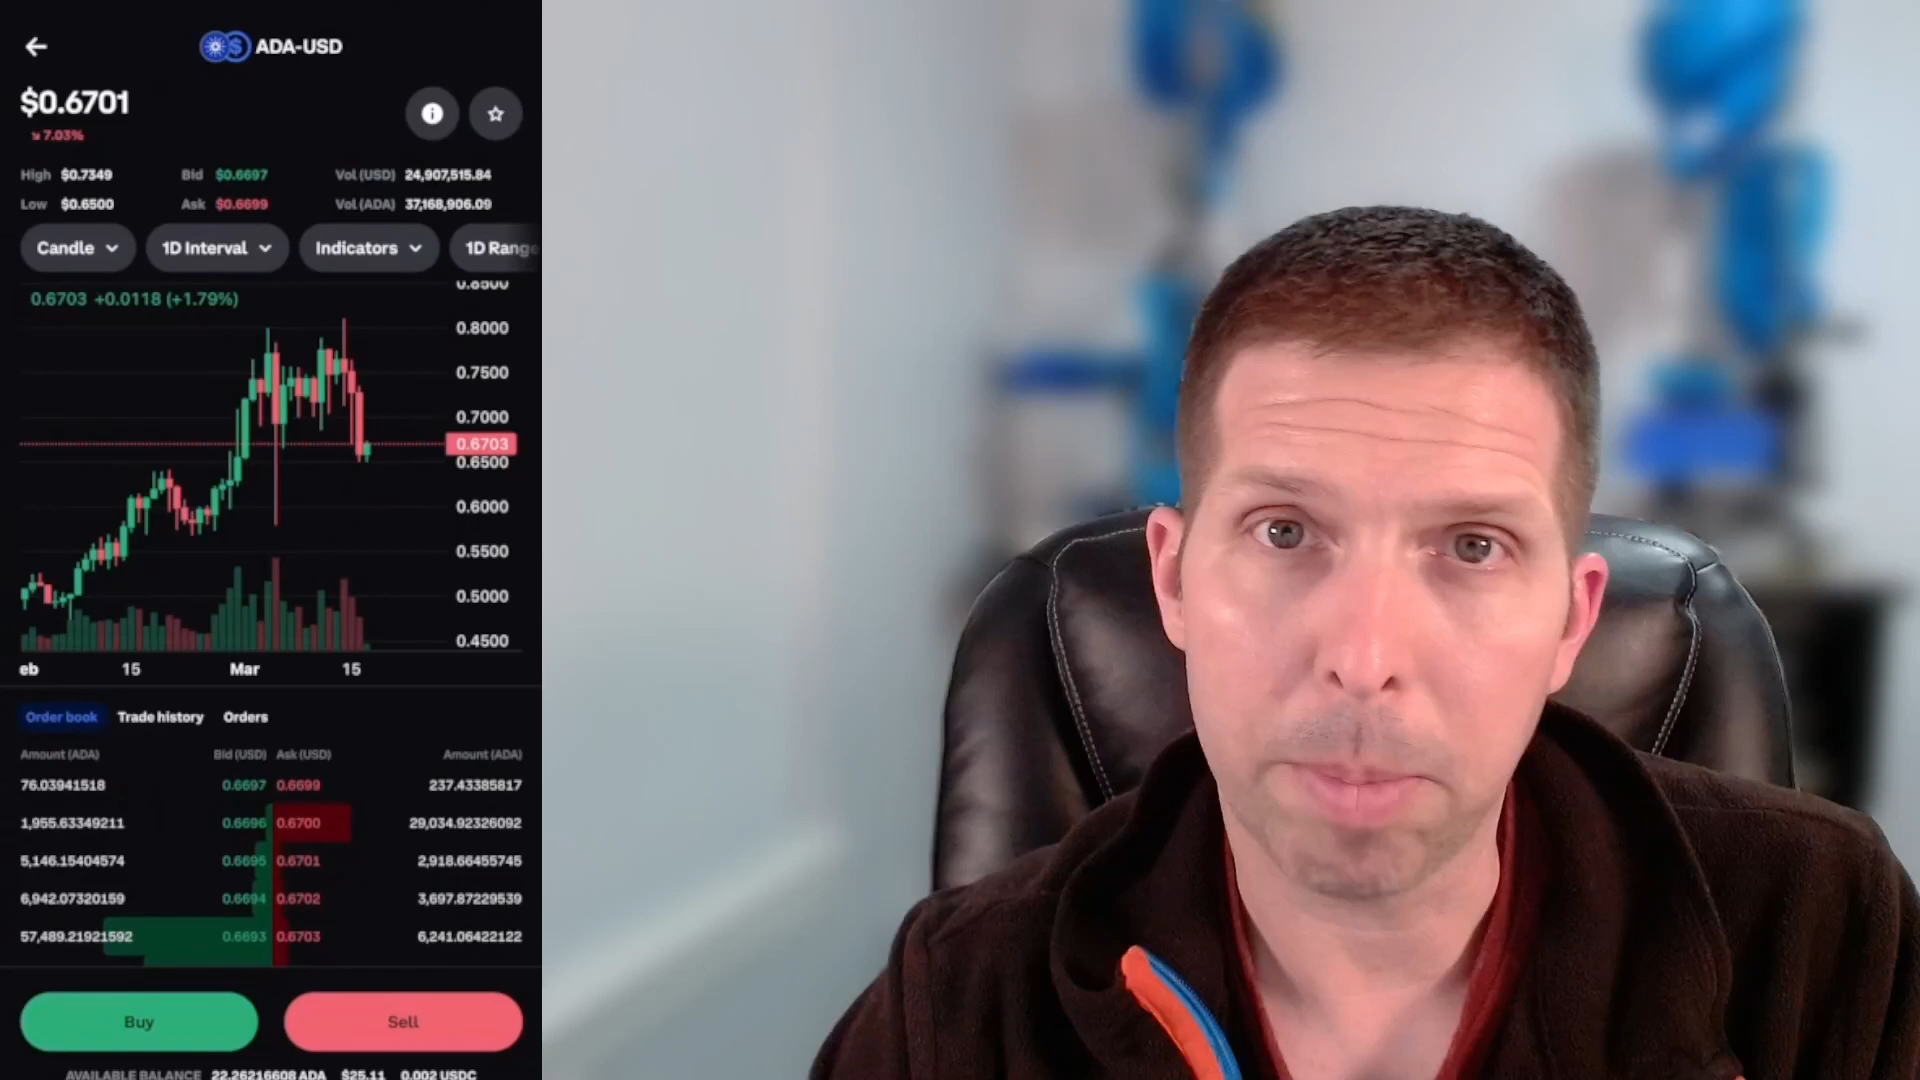 ADA-USD
$0.6701
↘ 7.03%
High $0.7349 Bid $0.6697 Vol (USD) 24,907,515.84
Low $0.6500 Ask $0.6699 Vol (ADA) 37,168,906.09
Candle 1D Interval Indicators 1D Range
0.6703 +0.0118 (+1.79%)
0.8500
0.8000
0.7500
0.7000
0.6703
0.6500
0.6000
0.5500
0.5000
0.4500
eb 15 Mar 15
Order book Trade history Orders
Amount (ADA) Bid (USD) Ask (USD) Amount (ADA)
76.03941518 0.6697 0.6699 237.43385817
1,955.63349211 0.6696 0.6700 29,034.92326092
5,146.15404574 0.6695 0.6701 2,918.66455745
6,942.07320159 0.6694 0.6702 3,697.87229539
57,489.21921592 0.6693 0.6703 6,241.06422122
Buy Sell
AVAILABLE BALANCE 22.26216608 ADA $25.11 0.002 USDC